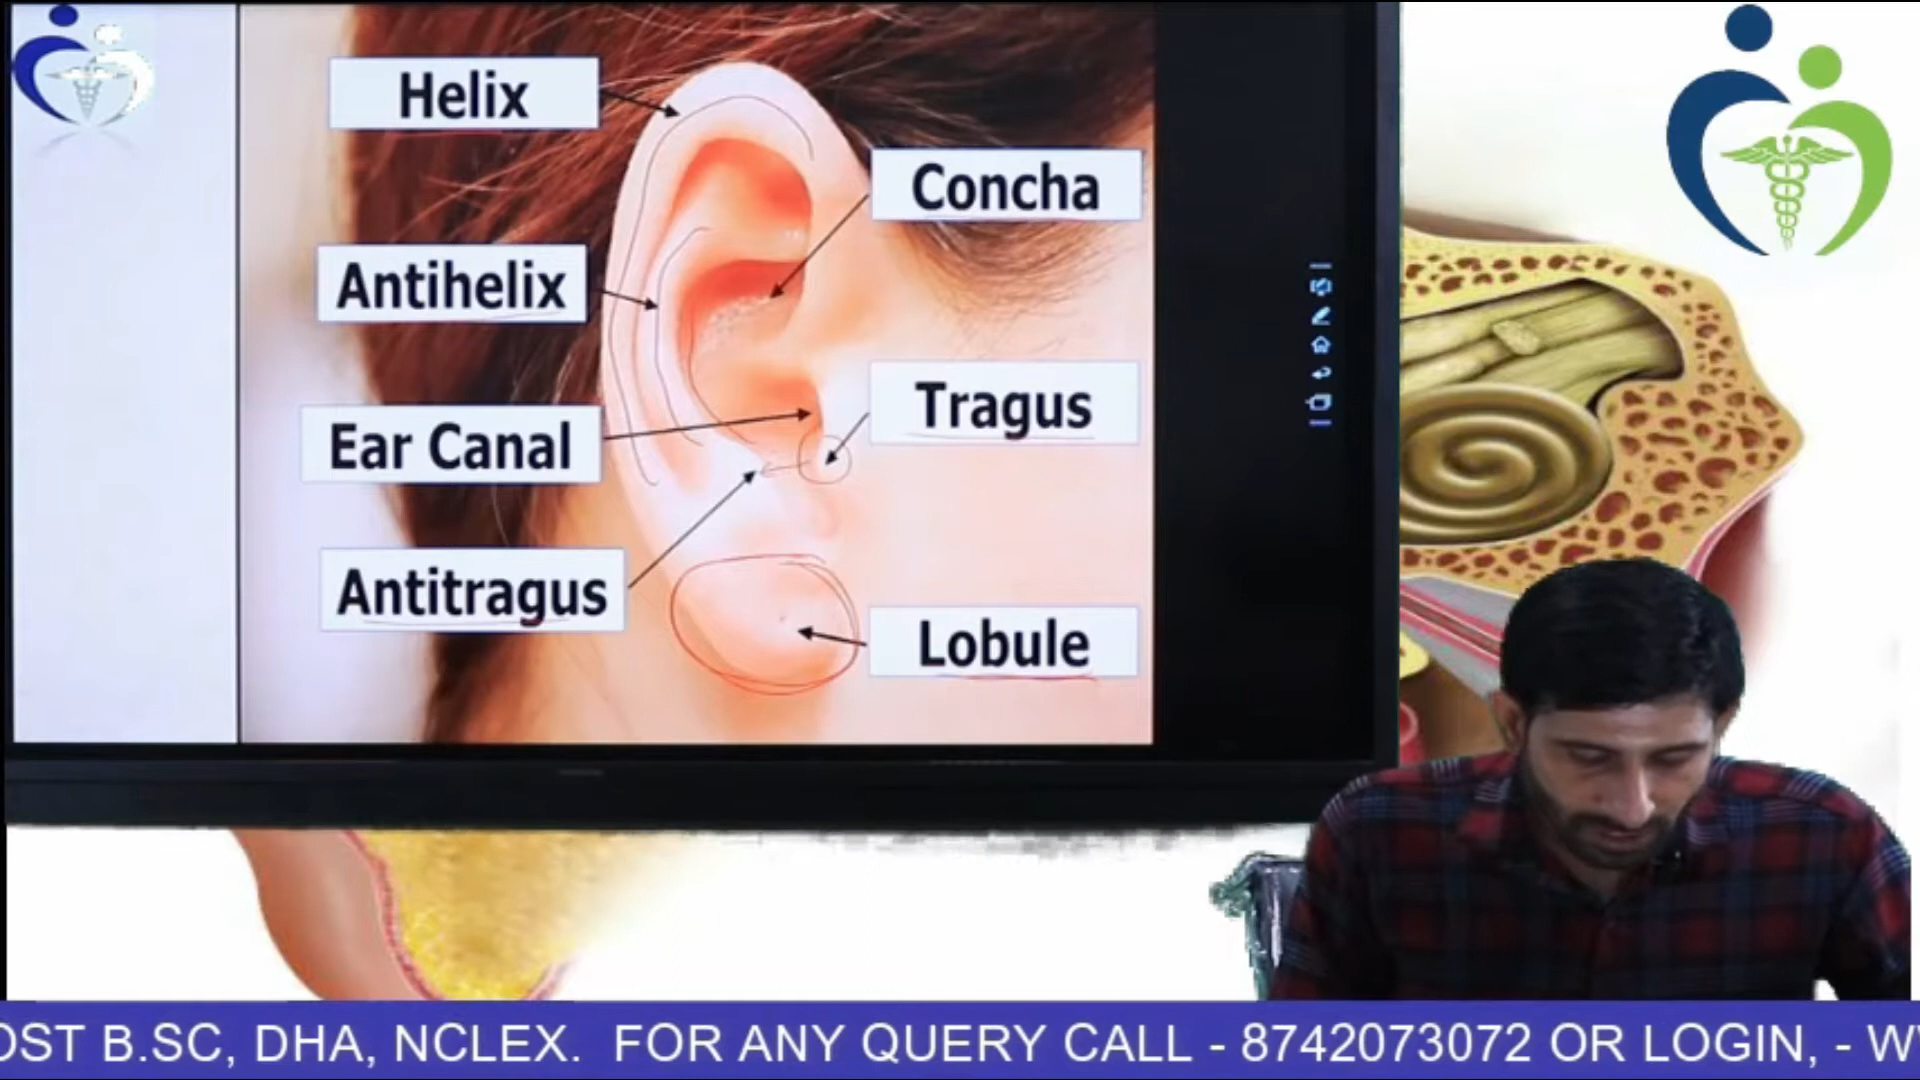 Helix
Concha
Antihelix
Tragus
Ear Canal
Antitragus
Lobule
OST B.SC, DHA, NCLEX. FOR ANY QUERY CALL - 8742073072 OR LOGIN, - W